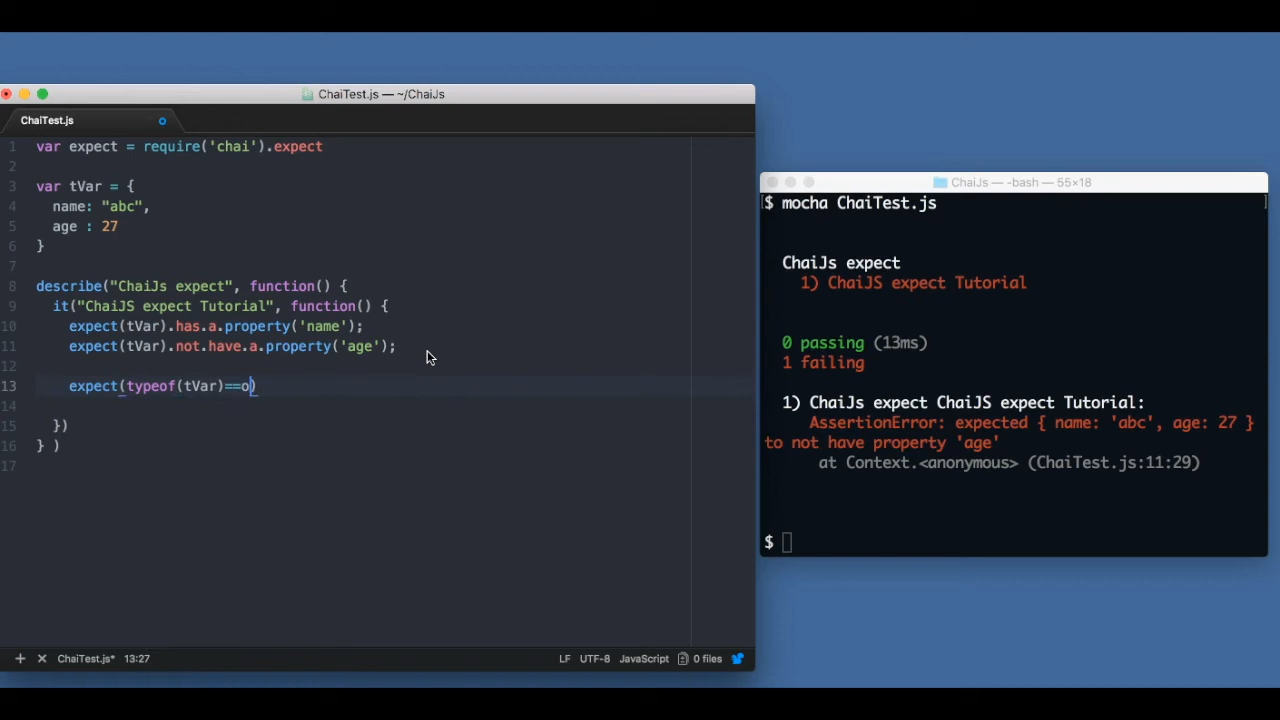 ChaiTest.js — ~/ChaiJs
ChaiTest.js
1 var expect = require('chai').expect
2
3 var tVar = {
4 name: "abc",
5 age : 27
6 }
7
8 describe("ChaiJs expect", function() {
9 it("ChaiJS expect Tutorial", function() {
10 expect(tVar).has.a.property('name');
11 expect(tVar).not.have.a.property('age');
12
13 expect(typeof(tVar)==o)
14
15 })
16 } )
17
+ × ChaiTest.js* 13:27 LF UTF-8 JavaScript 0 files
ChaiJs — -bash — 55×18
[$ mocha ChaiTest.js ]
ChaiJs expect
1) ChaiJS expect Tutorial
0 passing (13ms)
1 failing
1) ChaiJs expect ChaiJS expect Tutorial:
AssertionError: expected { name: 'abc', age: 27 }
to not have property 'age'
at Context.<anonymous> (ChaiTest.js:11:29)
$